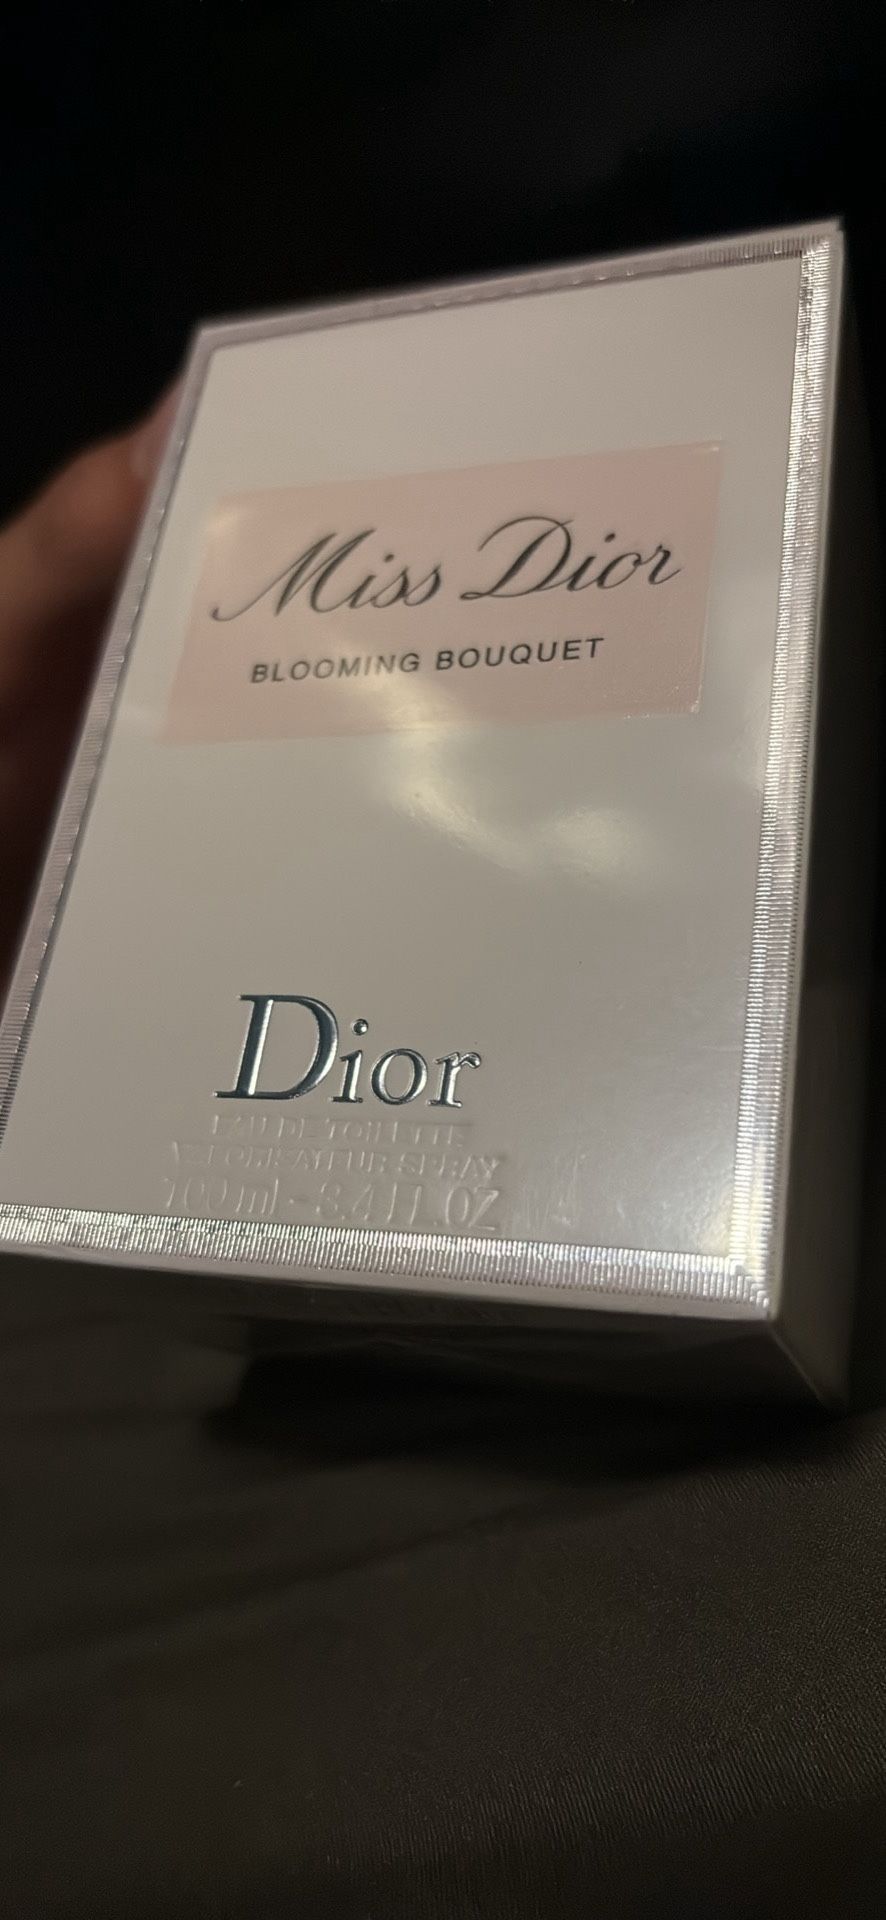 Miss Dior
BLOOMING BOUQUET
Dior
EAU DE TOILETTE
VAPORISATEUR SPRAY
100 ml - 3.4 FL.OZ